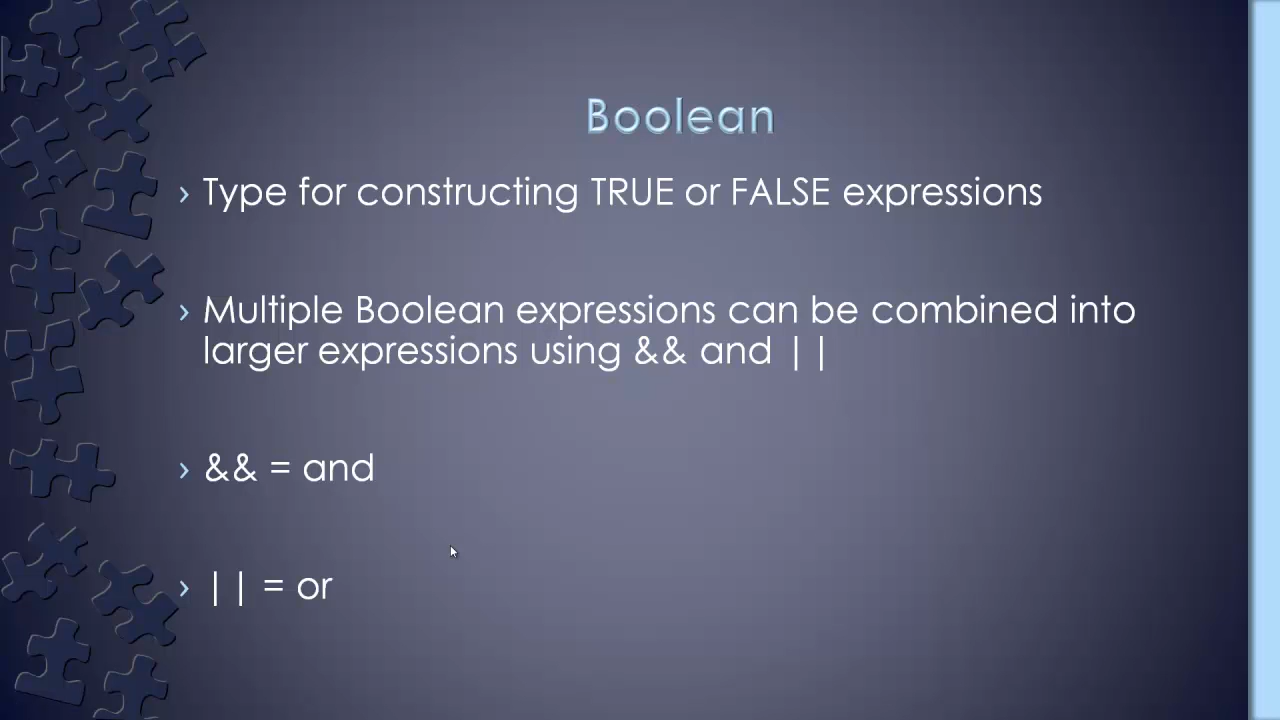 Boolean
› Type for constructing TRUE or FALSE expressions
› Multiple Boolean expressions can be combined into
larger expressions using && and ||
› && = and
› || = or